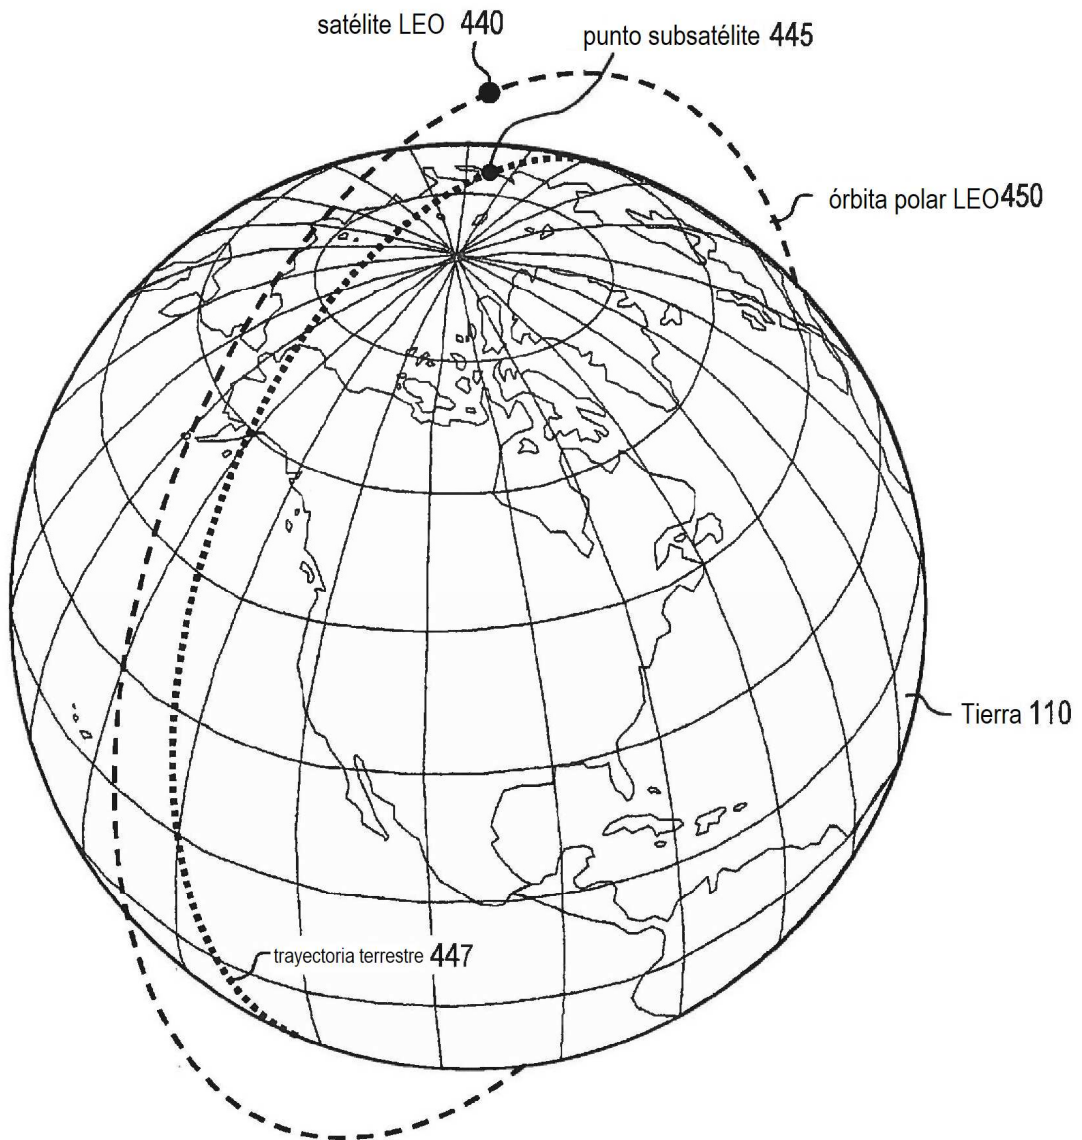 satélite LEO 440
punto subsatélite 445
órbita polar LEO450
Tierra 110
trayectoria terrestre 447